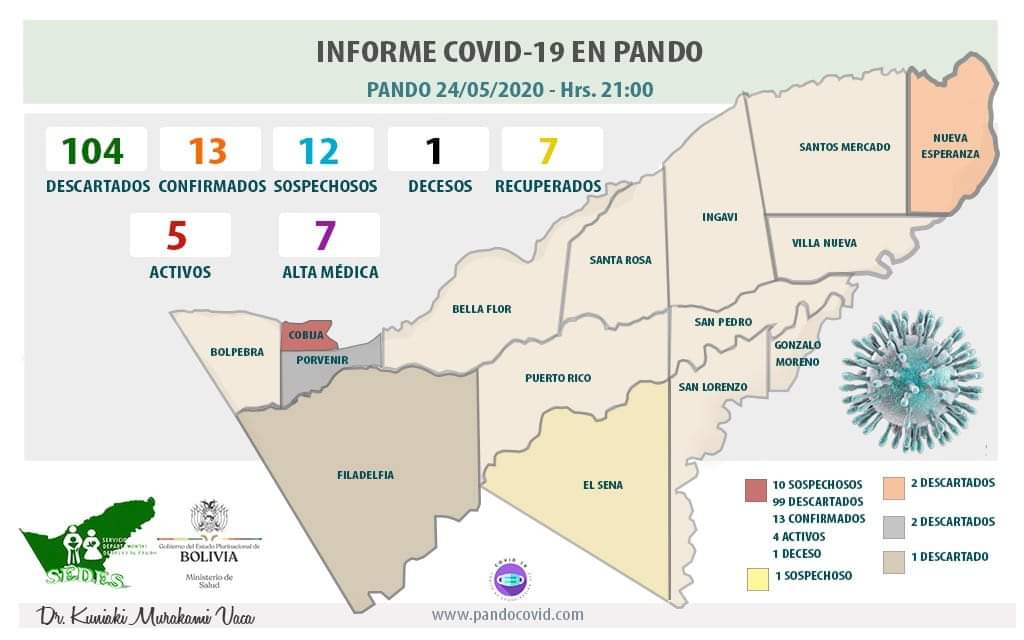 INFORME COVID-19 EN PANDO
PANDO 24/05/2020 - Hrs. 21:00
104
DESCARTADOS
13
CONFIRMADOS
12
SOSPECHOSOS
1
DECESOS
7
RECUPERADOS
5
ACTIVOS
7
ALTA MÉDICA
NUEVA
ESPERANZA
SANTOS MERCADO
INGAVI
VILLA NUEVA
SANTA ROSA
BELLA FLOR
SAN PEDRO
COBIJA
BOLPEBRA
PORVENIR
GONZALO
MORENO
PUERTO RICO
SAN LORENZO
FILADELFIA
EL SENA
10 SOSPECHOSOS
99 DESCARTADOS
13 CONFIRMADOS
4 ACTIVOS
1 DECESO
1 SOSPECHOSO
2 DESCARTADOS
2 DESCARTADOS
1 DESCARTADO
SERVICIO
SEDES
Gobierno del Estado Plurinacional de
BOLIVIA
Ministerio de
Salud
COVID 19
Dr. Kuniaki Murakami Vaca
www.pandocovid.com